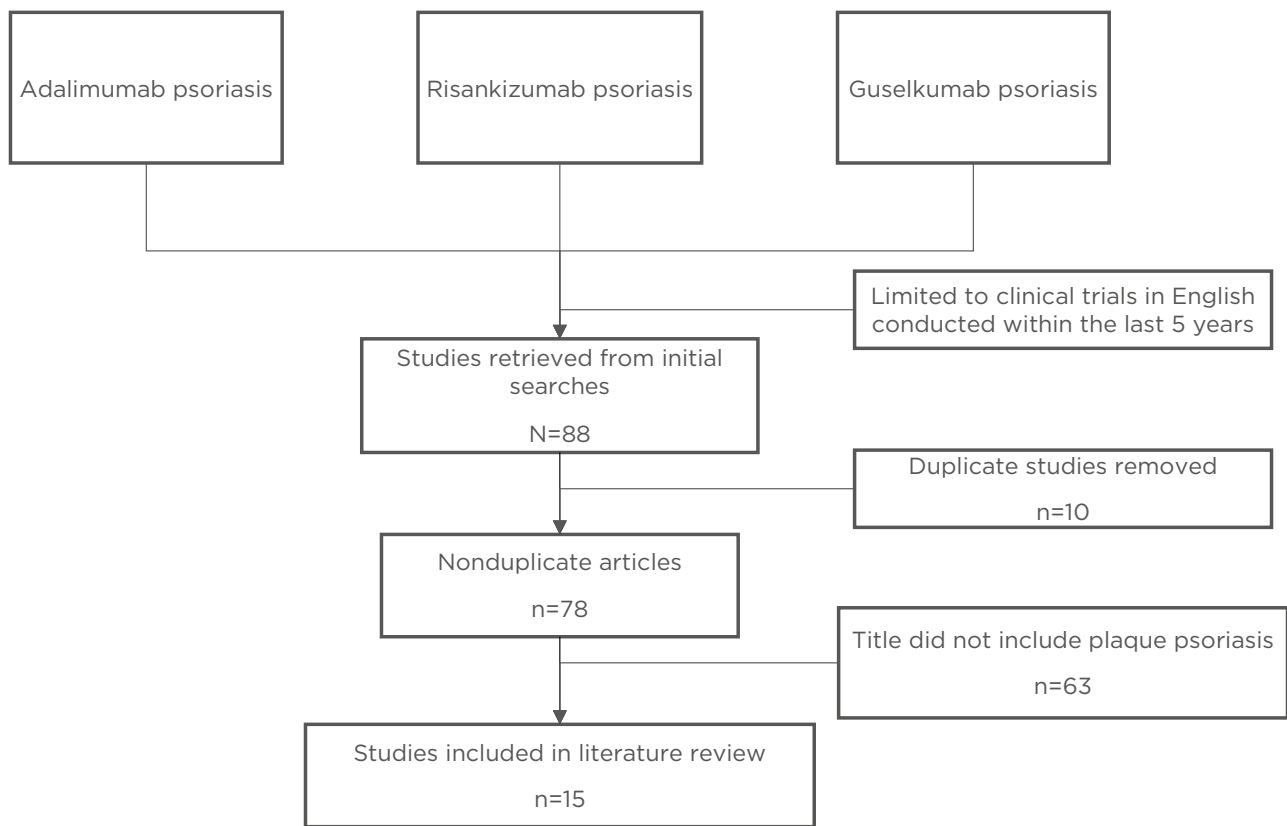 Adalimumab psoriasis
Risankizumab psoriasis
Guselkumab psoriasis
Limited to clinical trials in English
conducted within the last 5 years
Studies retrieved from initial
searches
N=88
Duplicate studies removed
n=10
Nonduplicate articles
n=78
Title did not include plaque psoriasis
n=63
Studies included in literature review
n=15